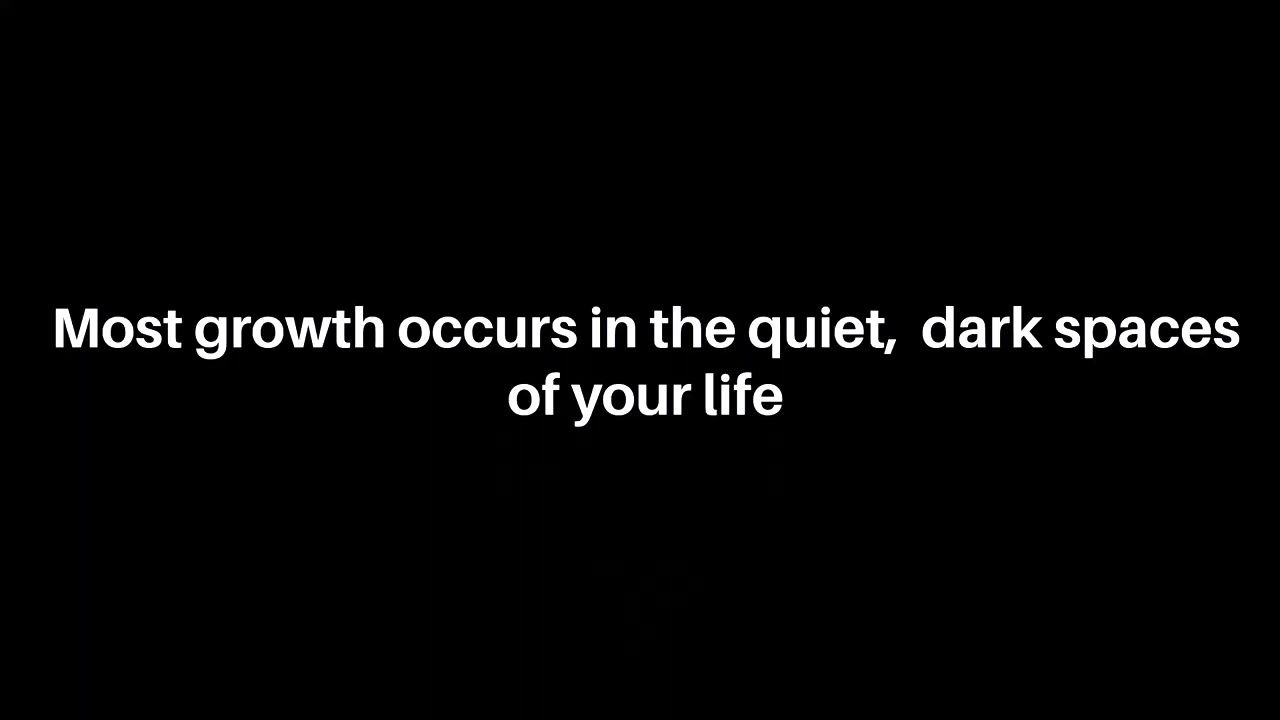 Most growth occurs in the quiet,  dark spaces
of your life